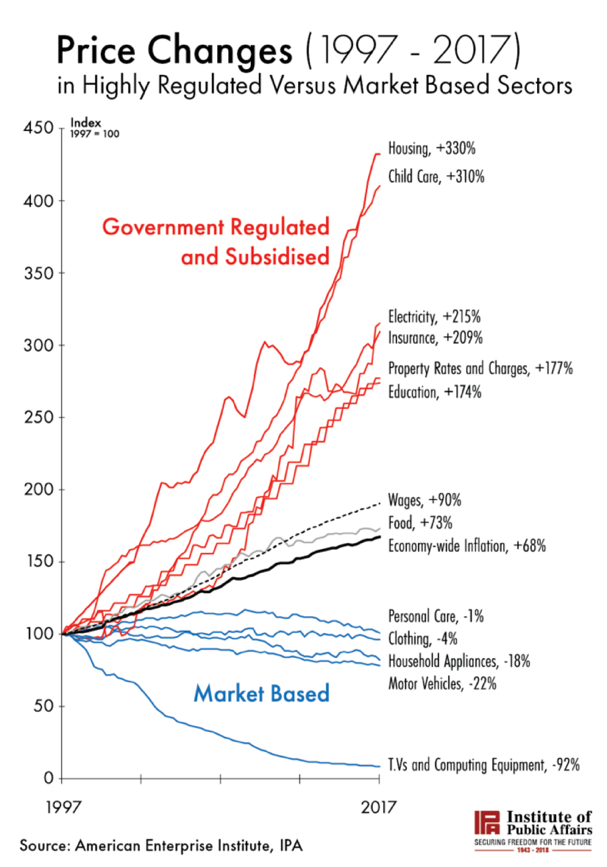 Price Changes (1997 - 2017)
in Highly Regulated Versus Market Based Sectors
450
Index
1997 = 100
Housing, +330%
400
Child Care, +310%
Government Regulated
and Subsidised
350
Electricity, +215%
300
Insurance, +209%
Property Rates and Charges, +177%
Education, +174%
250
200
Wages, +90%
Food, +73%
150
Economy-wide Inflation, +68%
100
Personal Care, -1%
Clothing, -4%
Household Appliances, -18%
Motor Vehicles, -22%
Market Based
50
T.Vs and Computing Equipment, -92%
0
1997
2017
IPA
Institute of
Public Affairs
SECURING FREEDOM FOR THE FUTURE
1943 - 2018
Source: American Enterprise Institute, IPA